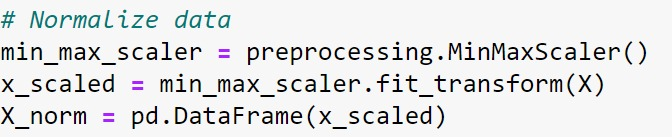 # Normalize data
min_max_scaler = preprocessing.MinMaxScaler()
x_scaled = min_max_scaler.fit_transform(X)
X_norm = pd.DataFrame(x_scaled)